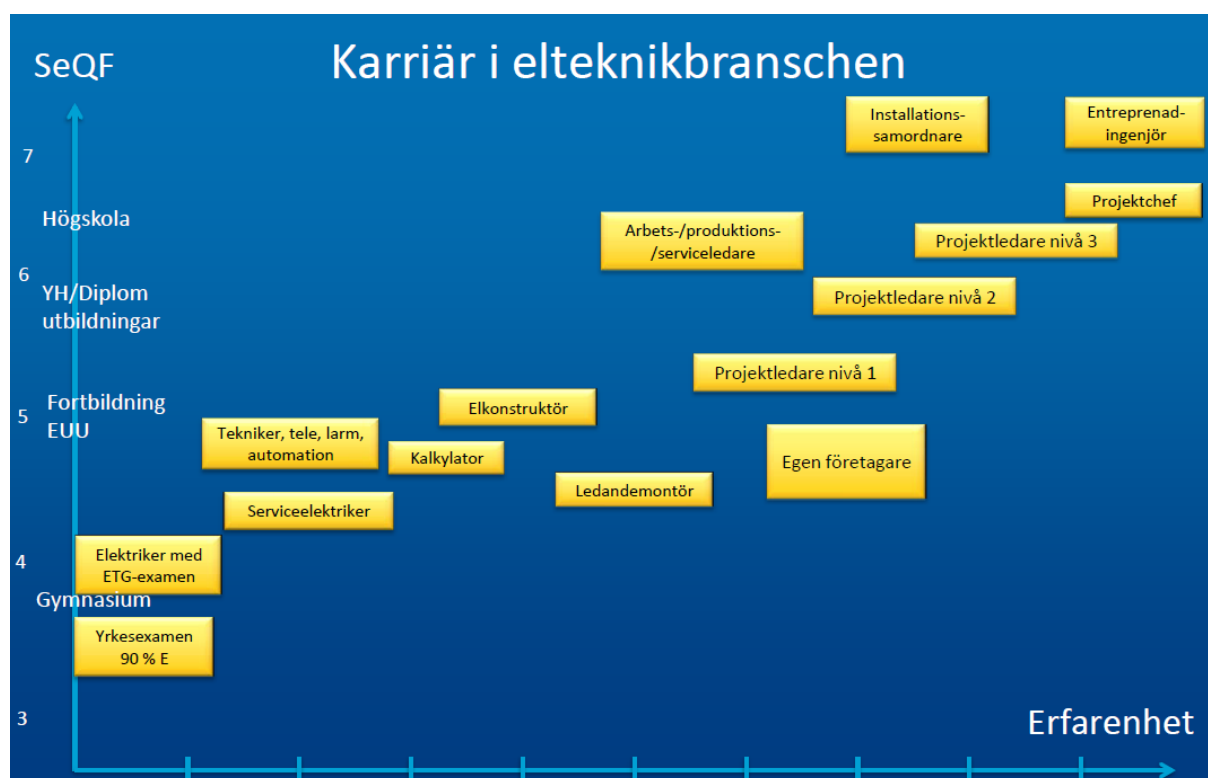 SeQF
Karriär i elteknikbranschen
Installations-
samordnare
Entreprenad-
ingenjör
7
Projektchef
Högskola
Arbets-/produktions-
/serviceledare
Projektledare nivå 3
6
YH/Diplom
utbildningar
Projektledare nivå 2
Projektledare nivå 1
Fortbildning
EUU
5
Elkonstruktör
Tekniker, tele, larm,
automation
Kalkylator
Egen företagare
Ledandemontör
Serviceelektriker
4
Elektriker med
ETG-examen
Gymnasium
Yrkesexamen
90 % E
3
Erfarenhet